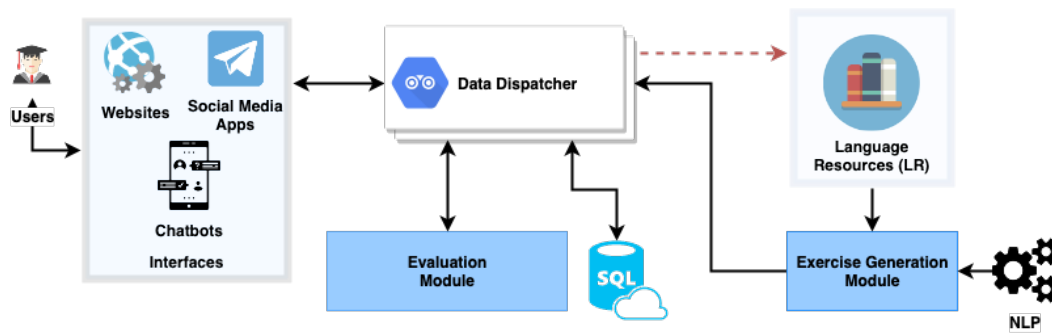 Users
Websites
Social Media
Apps
Chatbots
Interfaces
Data Dispatcher
Evaluation
Module
SQL
Language
Resources (LR)
Exercise Generation
Module
NLP